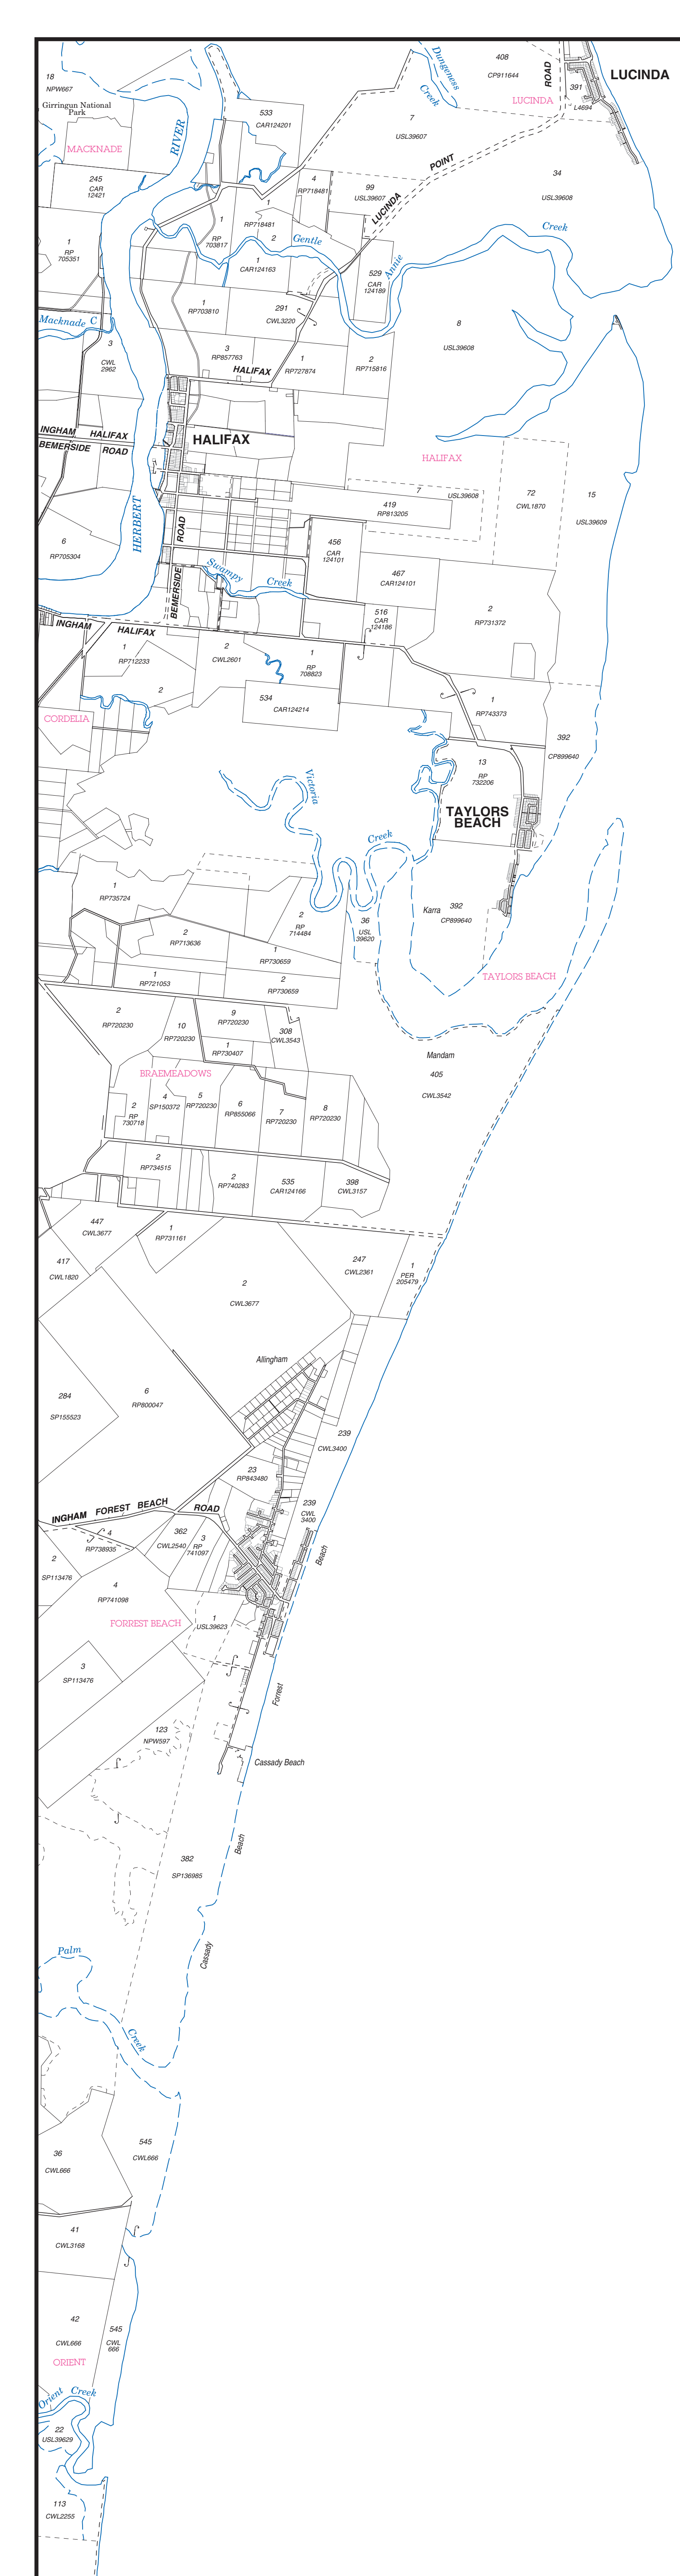 408
CP911644
ROAD
LUCINDA
391
L4694
LUCINDA
Dungeness
Creek
18
NPW667
Girringun National
Park
MACKNADE
RIVER
533
CAR124201
7
USL39607
POINT
LUCINDA
34
USL39608
245
CAR
12421
4
RP718481
99
USL39607
1
RP718481
2
1
RP
703817
Gentle
Annie
Creek
1
RP
705351
1
CAR124163
529
CAR
124189
1
RP703810
291
CWL3220
8
USL39608
Macknade C
3
CWL
2962
3
RP857763
HALIFAX
1
RP727874
2
RP715816
HALIFAX
INGHAM HALIFAX
BEMERSIDE ROAD
HALIFAX
7
USL39608
72
CWL1870
15
USL39609
419
RP813205
HERBERT
ROAD
6
RP705304
456
CAR
124101
467
CAR124101
Swampy
Creek
BEMERSIDE
516
CAR
124186
2
RP731372
INGHAM
HALIFAX
1
RP712233
2
CWL2601
1
RP
708823
2
534
CAR124214
1
RP743373
CORDELIA
392
CP899640
13
RP
732206
Victoria
Creek
TAYLORS
BEACH
1
RP735724
2
RP
714484
36
USL
39620
Karra
392
CP899640
2
RP713636
1
RP730659
TAYLORS BEACH
1
RP721053
2
RP730659
2
RP720230
10
RP720230
9
RP720230
308
CWL3543
1
RP730407
Mandam
405
CWL3542
BRAEMEADOWS
2
RP
730718
4
SP150372
5
RP720230
6
RP855066
7
RP720230
8
RP720230
2
RP734515
2
RP740283
535
CAR124166
398
CWL3157
447
CWL3677
1
RP731161
417
CWL1820
247
CWL2361
1
PER
205479
2
CWL3677
Allingham
284
SP155523
6
RP800047
239
CWL3400
23
RP843480
INGHAM FOREST BEACH
ROAD
239
CWL
3400
4
RP738935
362
CWL2540
3
RP
741097
2
SP113476
Beach
4
RP741098
FORREST BEACH
1
USL39623
3
SP113476
Forrest
123
NPW597
Cassady Beach
Beach
382
SP136985
Cassady
Palm
Creek
36
CWL666
545
CWL666
41
CWL3168
42
CWL666
545
CWL
666
ORIENT
Orient Creek
22
USL39629
113
CWL2255